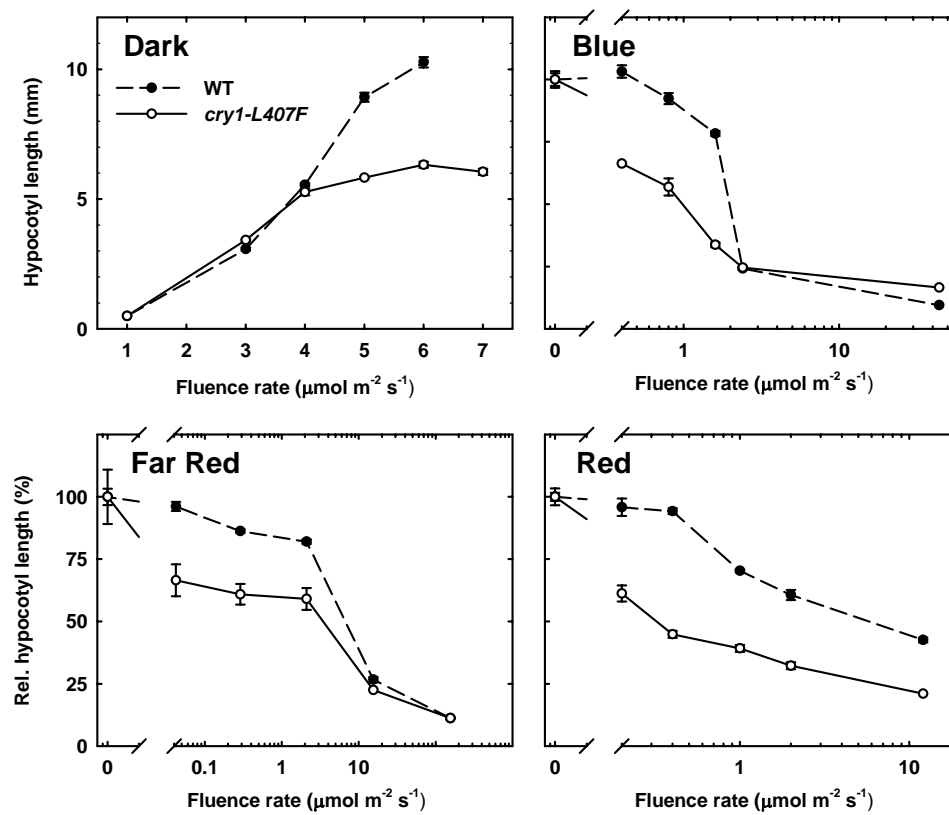 Dark
WT
cry1-L407F
Hypocotyl length (mm)
10
5
0
1 3 4 5 6 7
Fluence rate (μmol m⁻² s⁻¹)
Blue
0 1 10
Fluence rate (μmol m⁻² s⁻¹)
Far Red
Rel. hypocotyl length (%)
100
75
50
25
0
0 0.1 1 10
Fluence rate (μmol m⁻² s⁻¹)
Red
0 1 10
Fluence rate (μmol m⁻² s⁻¹)